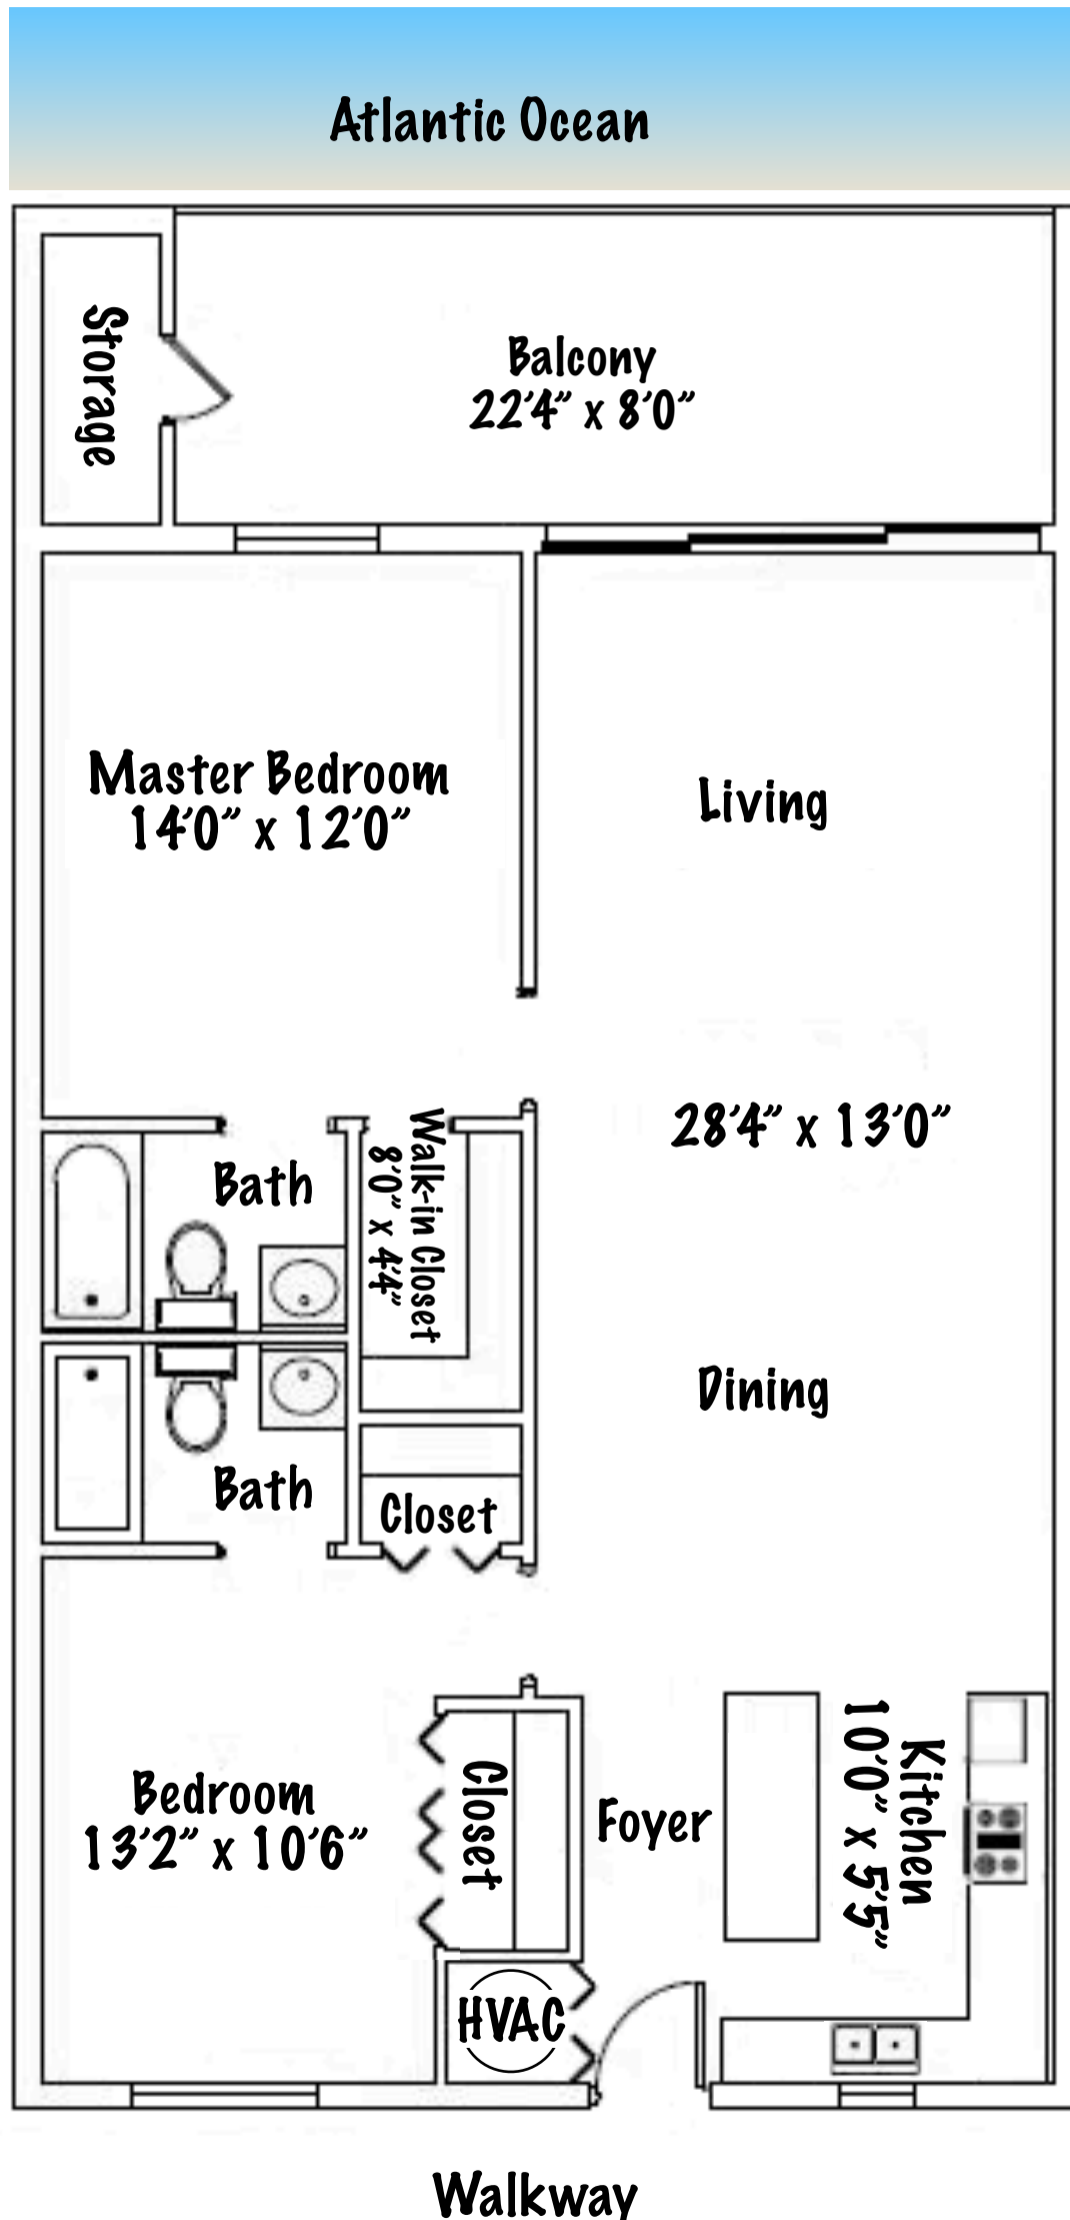 Atlantic Ocean
Storage
Balcony
22'4" x 8'0"
Master Bedroom
14'0" x 12'0"
Living
28'4" x 13'0"
Bath
Walk-in Closet
8'0" x 4'4"
Dining
Bath
Closet
Bedroom
13'2" x 10'6"
Closet
Foyer
Kitchen
10'0" x 5'5"
HVAC
Walkway